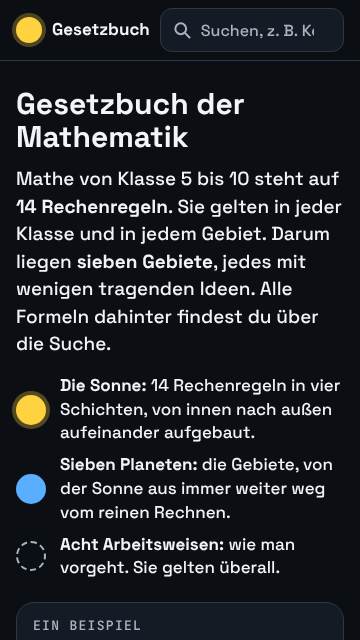 Gesetzbuch
Suchen, z. B. K
Gesetzbuch der
Mathematik
Mathe von Klasse 5 bis 10 steht auf
14 Rechenregeln. Sie gelten in jeder
Klasse und in jedem Gebiet. Darum
liegen sieben Gebiete, jedes mit
wenigen tragenden Ideen. Alle
Formeln dahinter findest du über
die Suche.
Die Sonne: 14 Rechenregeln in vier
Schichten, von innen nach außen
aufeinander aufgebaut.
Sieben Planeten: die Gebiete, von
der Sonne aus immer weiter weg
vom reinen Rechnen.
Acht Arbeitsweisen: wie man
vorgeht. Sie gelten überall.
EIN BEISPIEL